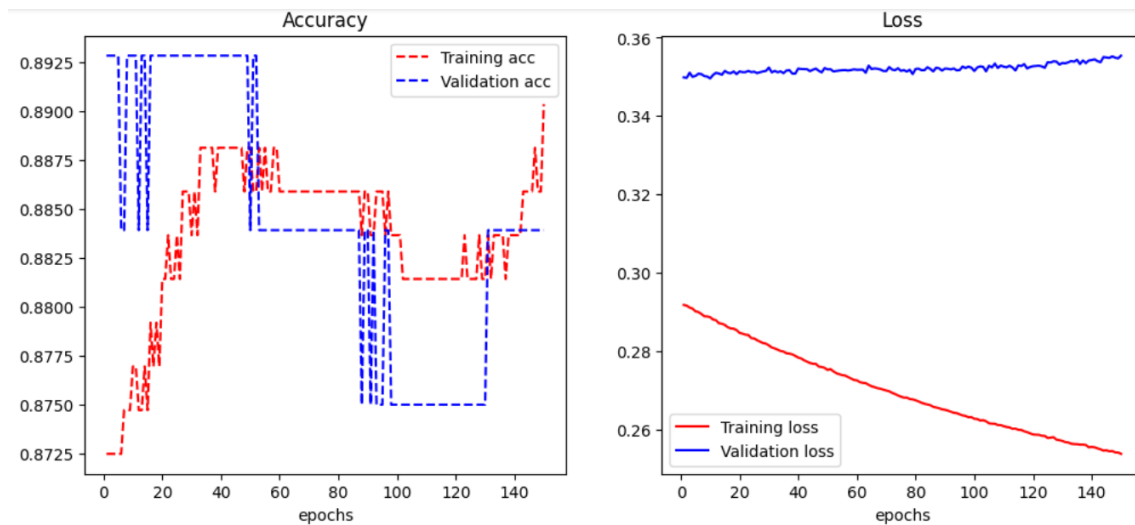 Accuracy
0.8925
0.8900
0.8875
0.8850
0.8825
0.8800
0.8775
0.8750
0.8725
Training acc
Validation acc
0 20 40 60 80 100 120 140
epochs
Loss
0.36
0.34
0.32
0.30
0.28
0.26
Training loss
Validation loss
0 20 40 60 80 100 120 140
epochs